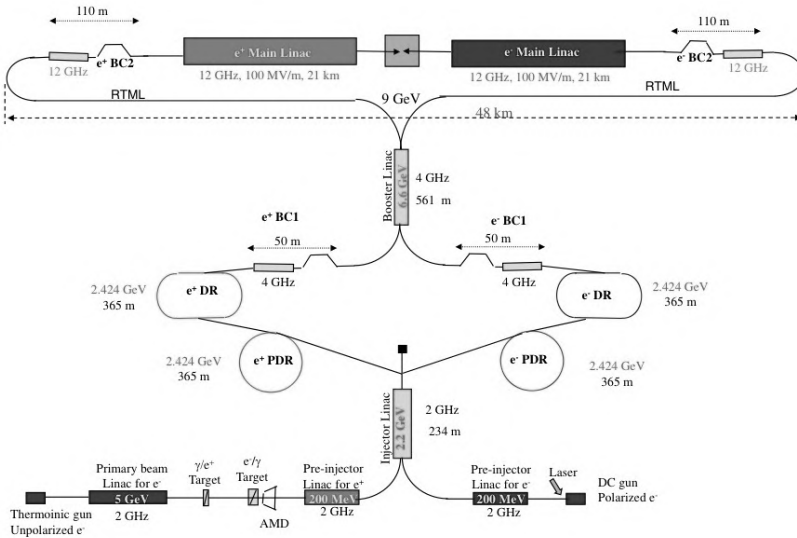 110 m
110 m
e⁺ Main Linac
e⁻ Main Linac
12 GHz
e⁺ BC2
12 GHz, 100 MV/m, 21 km
12 GHz, 100 MV/m, 21 km
e⁻ BC2
12 GHz
RTML
9 GeV
RTML
48 km
Booster Linac
6.6 GeV
4 GHz
561 m
e⁺ BC1
e⁻ BC1
50 m
50 m
4 GHz
4 GHz
2.424 GeV
365 m
e⁺ DR
e⁻ DR
2.424 GeV
365 m
2.424 GeV
365 m
e⁺ PDR
e⁻ PDR
2.424 GeV
365 m
Injector Linac
2.2 GeV
2 GHz
234 m
Primary beam
Linac for e⁻
5 GeV
2 GHz
γ/e⁺
Target
e⁻/γ
Target
AMD
Pre-injector
Linac for e⁺
200 MeV
2 GHz
Pre-injector
Linac for e⁻
200 MeV
2 GHz
Laser
DC gun
Polarized e⁻
Thermoinic gun
Unpolarized e⁻